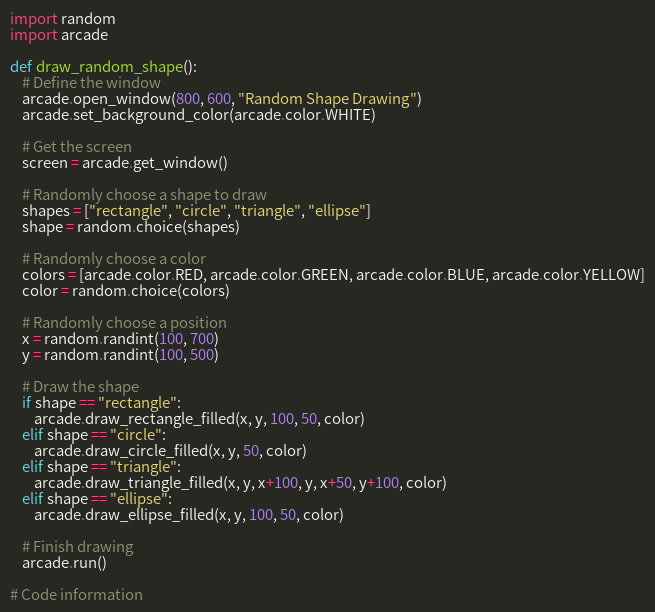 import random
import arcade

def draw_random_shape():
    # Define the window
    arcade.open_window(800, 600, "Random Shape Drawing")
    arcade.set_background_color(arcade.color.WHITE)

    # Get the screen
    screen = arcade.get_window()

    # Randomly choose a shape to draw
    shapes = ["rectangle", "circle", "triangle", "ellipse"]
    shape = random.choice(shapes)

    # Randomly choose a color
    colors = [arcade.color.RED, arcade.color.GREEN, arcade.color.BLUE, arcade.color.YELLOW]
    color = random.choice(colors)

    # Randomly choose a position
    x = random.randint(100, 700)
    y = random.randint(100, 500)

    # Draw the shape
    if shape == "rectangle":
        arcade.draw_rectangle_filled(x, y, 100, 50, color)
    elif shape == "circle":
        arcade.draw_circle_filled(x, y, 50, color)
    elif shape == "triangle":
        arcade.draw_triangle_filled(x, y, x+100, y, x+50, y+100, color)
    elif shape == "ellipse":
        arcade.draw_ellipse_filled(x, y, 100, 50, color)

    # Finish drawing
    arcade.run()

# Code information